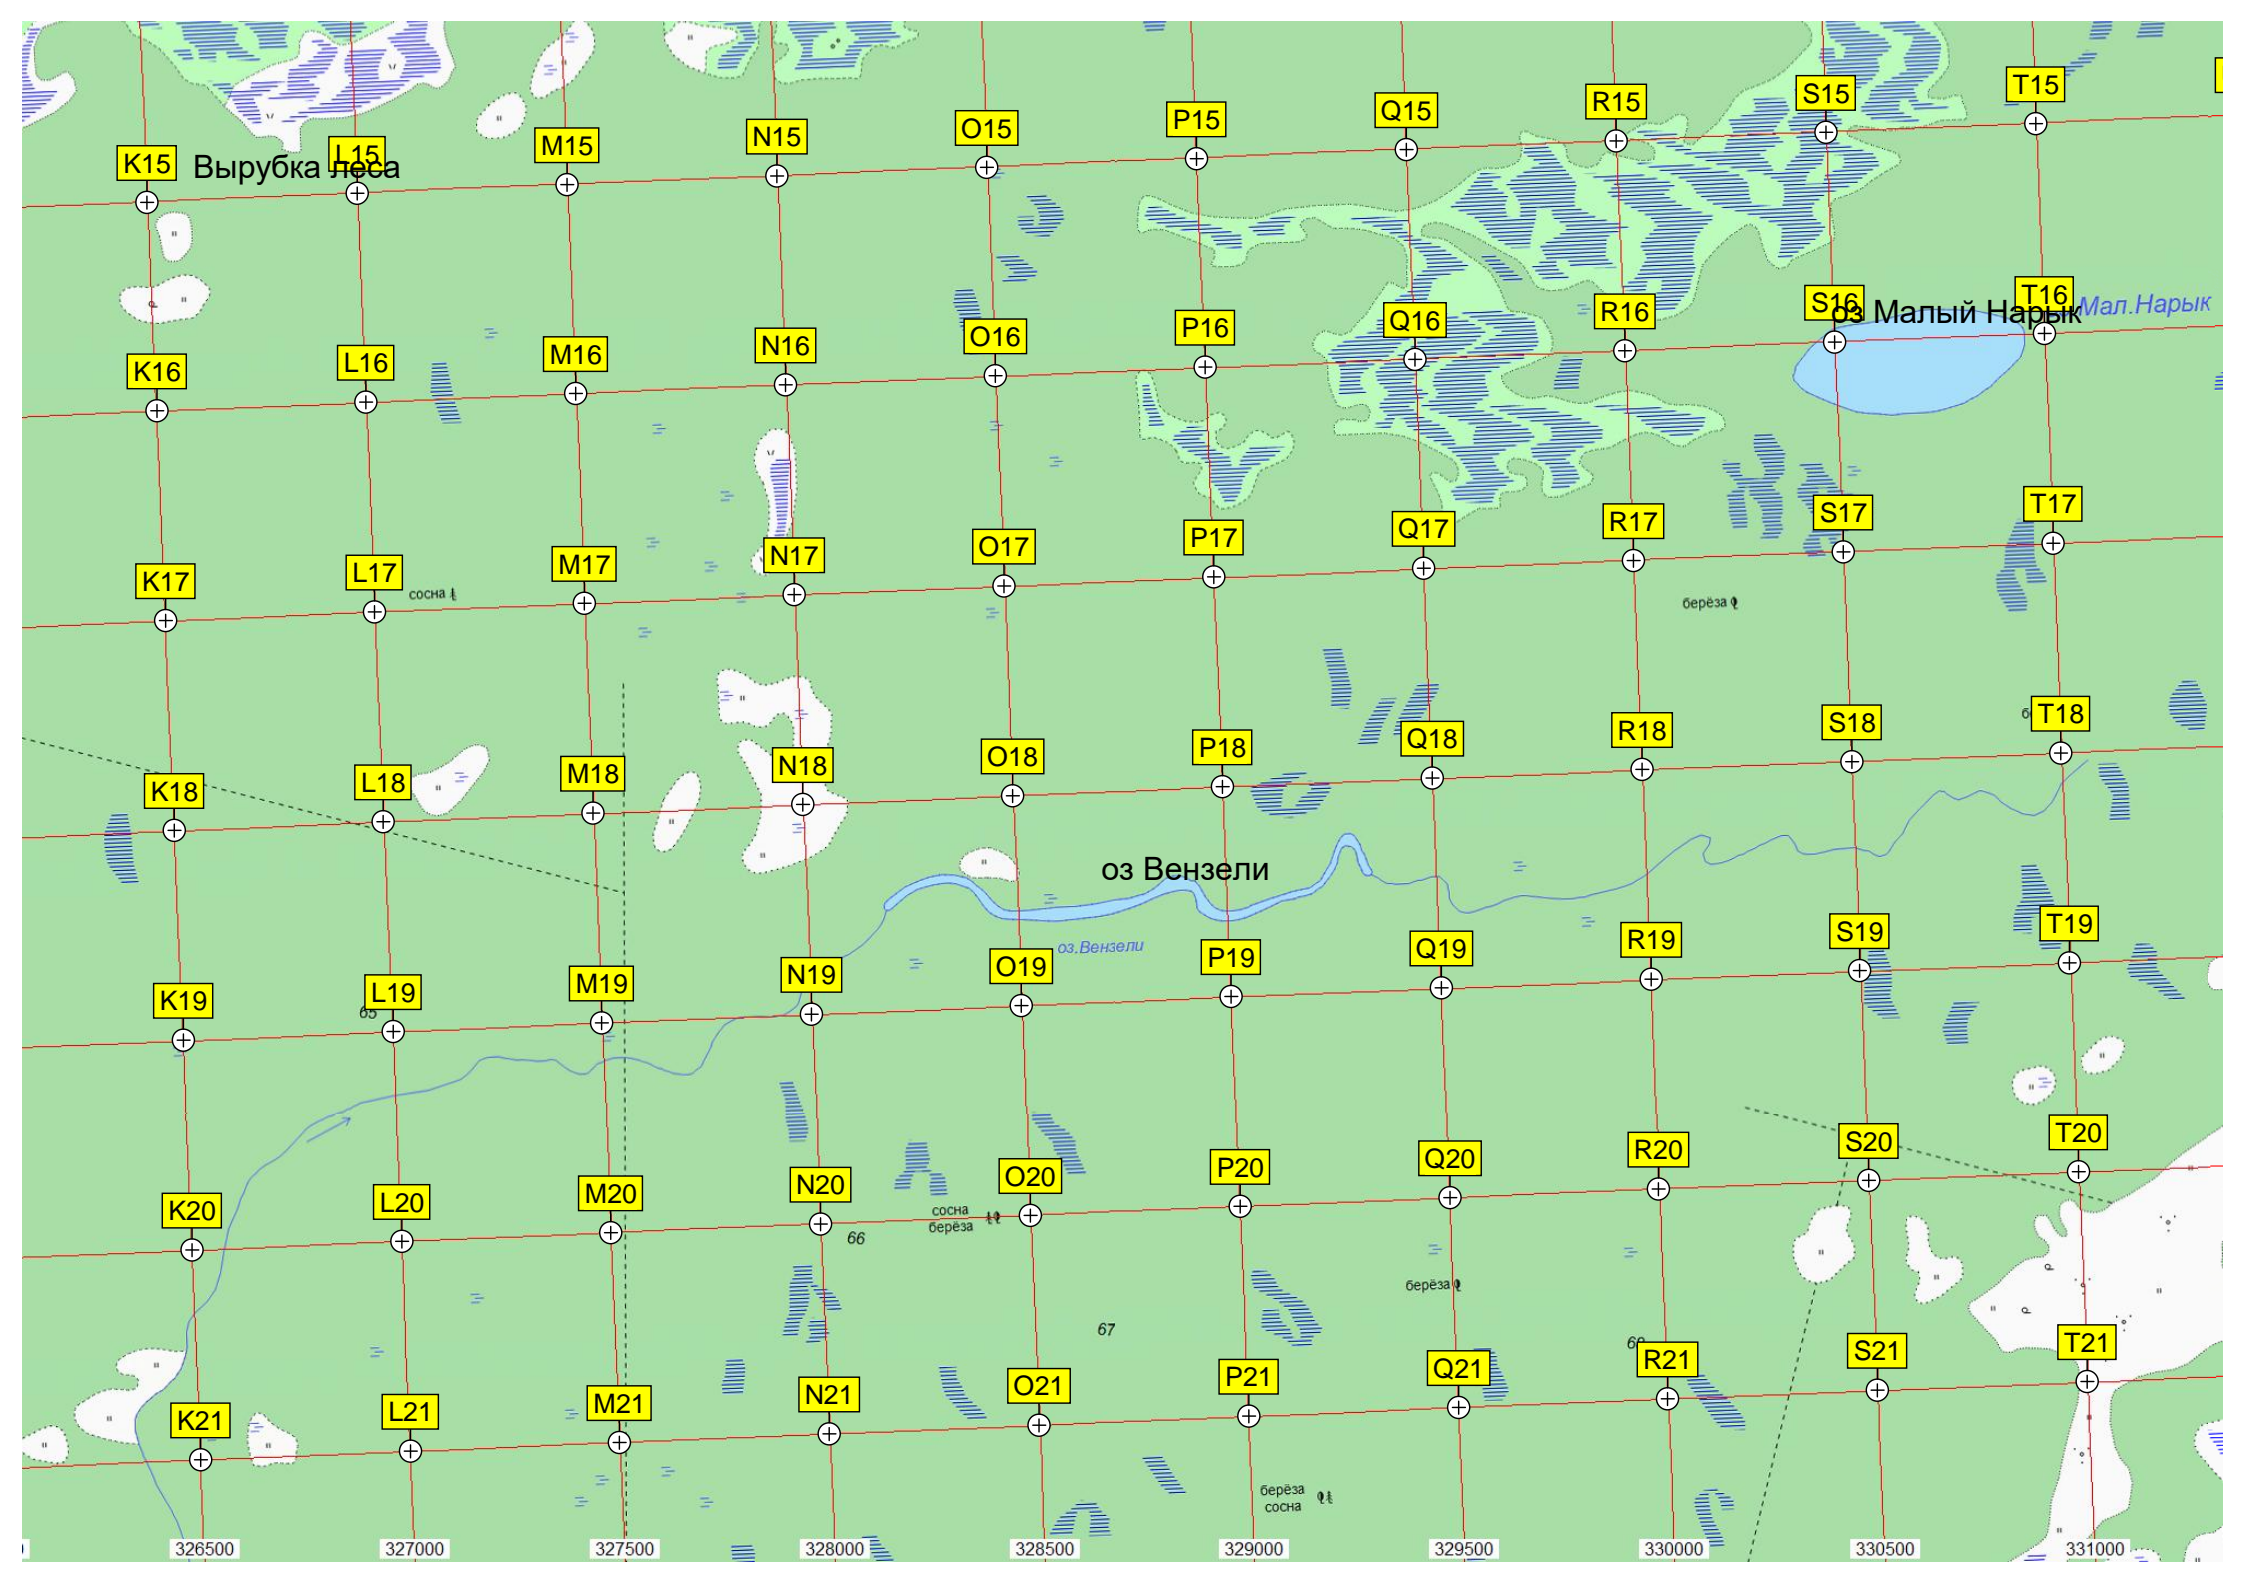 K15 L15 M15 N15 O15 P15 Q15 R15 S15 T15
Вырубка леса
K16 L16 M16 N16 O16 P16 Q16 R16 S16 T16
оз Малый Нарык
Мал.Нарык
K17 L17 M17 N17 O17 P17 Q17 R17 S17 T17
сосна
берёза
K18 L18 M18 N18 O18 P18 Q18 R18 S18 T18
оз Вензели
оз.Вензели
K19 L19 M19 N19 O19 P19 Q19 R19 S19 T19
65
K20 L20 M20 N20 O20 P20 Q20 R20 S20 T20
сосна
берёза
66
берёза
67
K21 L21 M21 N21 O21 P21 Q21 R21 S21 T21
берёза
сосна
326500 327000 327500 328000 328500 329000 329500 330000 330500 331000